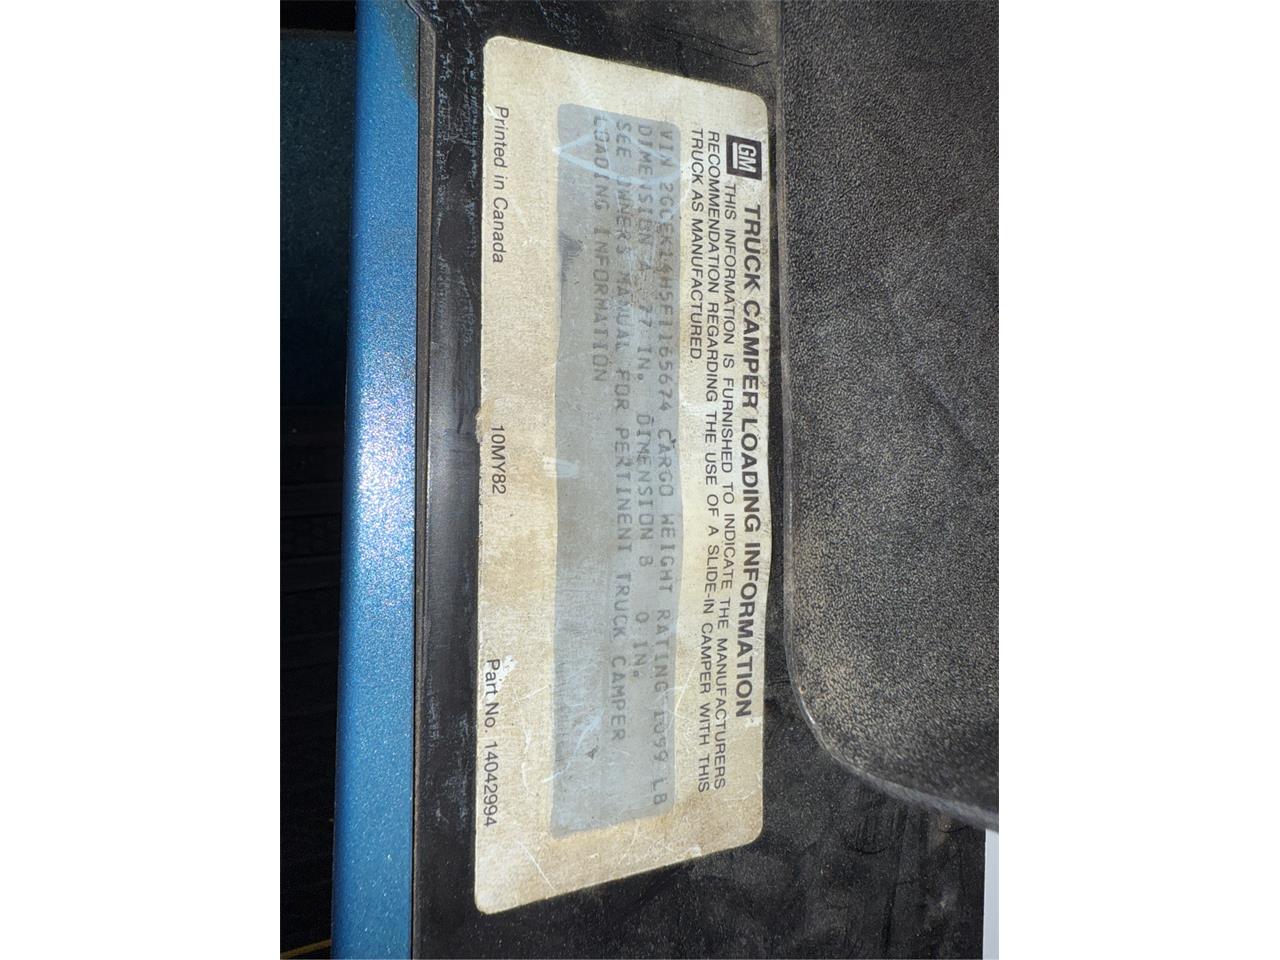 GM TRUCK CAMPER LOADING INFORMATION
THIS INFORMATION IS FURNISHED TO INDICATE THE MANUFACTURERS
RECOMMENDATION REGARDING THE USE OF A SLIDE-IN CAMPER WITH THIS
TRUCK AS MANUFACTURED.
VIN 2GCEK14H5F1165674 CARGO WEIGHT RATING 1099 LB
DIMENSION A- 77 IN. DIMENSION B 0 IN.
SEE OWNERS MANUAL FOR PERTINENT TRUCK CAMPER
LOADING INFORMATION
Printed in Canada 10MY82 Part No. 14042994